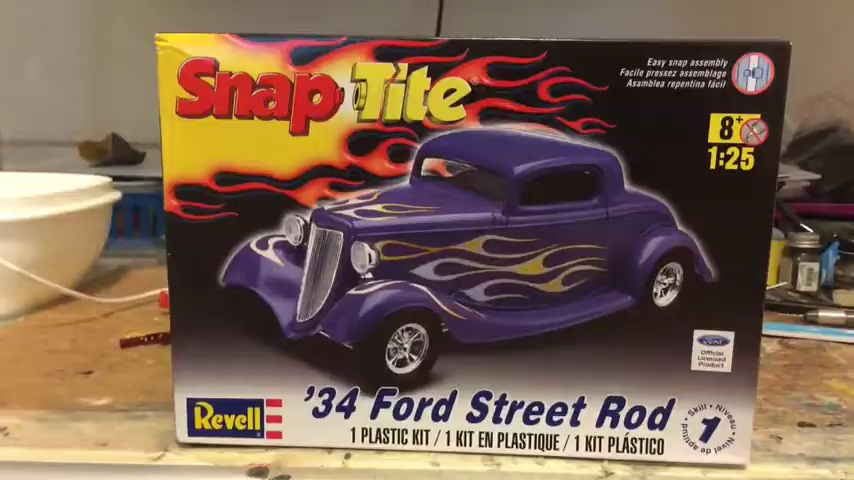 Snap Tite
Easy snap assembly
Facile pressez assemblage
Asamblea repentina fácil
8+
1:25
Ford
Official
Licensed
Product
Revell
'34 Ford Street Rod
1 PLASTIC KIT / 1 KIT EN PLASTIQUE / 1 KIT PLÁSTICO
Skill • Niveau • Nivel de aptitud •
1